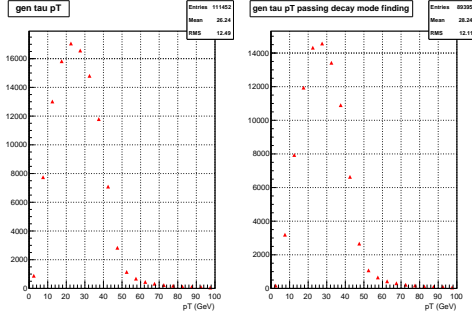 gen tau pT
Entries 111452
Mean 26.24
RMS 12.49
16000
14000
12000
10000
8000
6000
4000
2000
0
0 10 20 30 40 50 60 70 80 90 100
pT (GeV)
gen tau pT passing decay mode finding
Entries 89395
Mean 28.24
RMS 12.11
14000
12000
10000
8000
6000
4000
2000
0
0 10 20 30 40 50 60 70 80 90 100
pT (GeV)